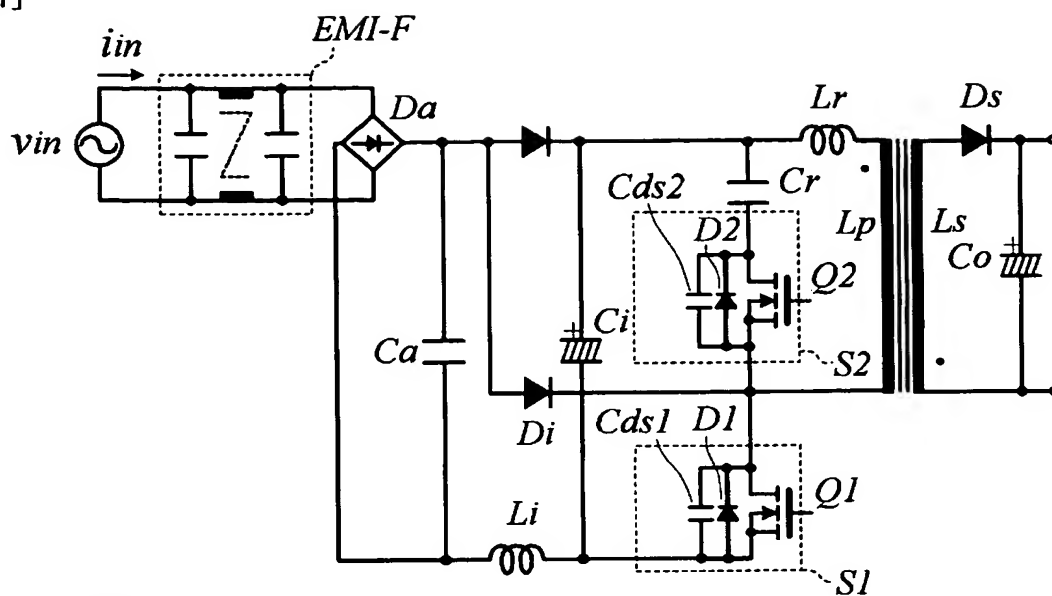 EMI-F
iin
Da
Lr
Ds
vin
Cds2
D2
Cr
Lp
Ls
Q2
Co
+
Ca
+
Ci
S2
Di
Cds1
D1
Q1
Li
S1